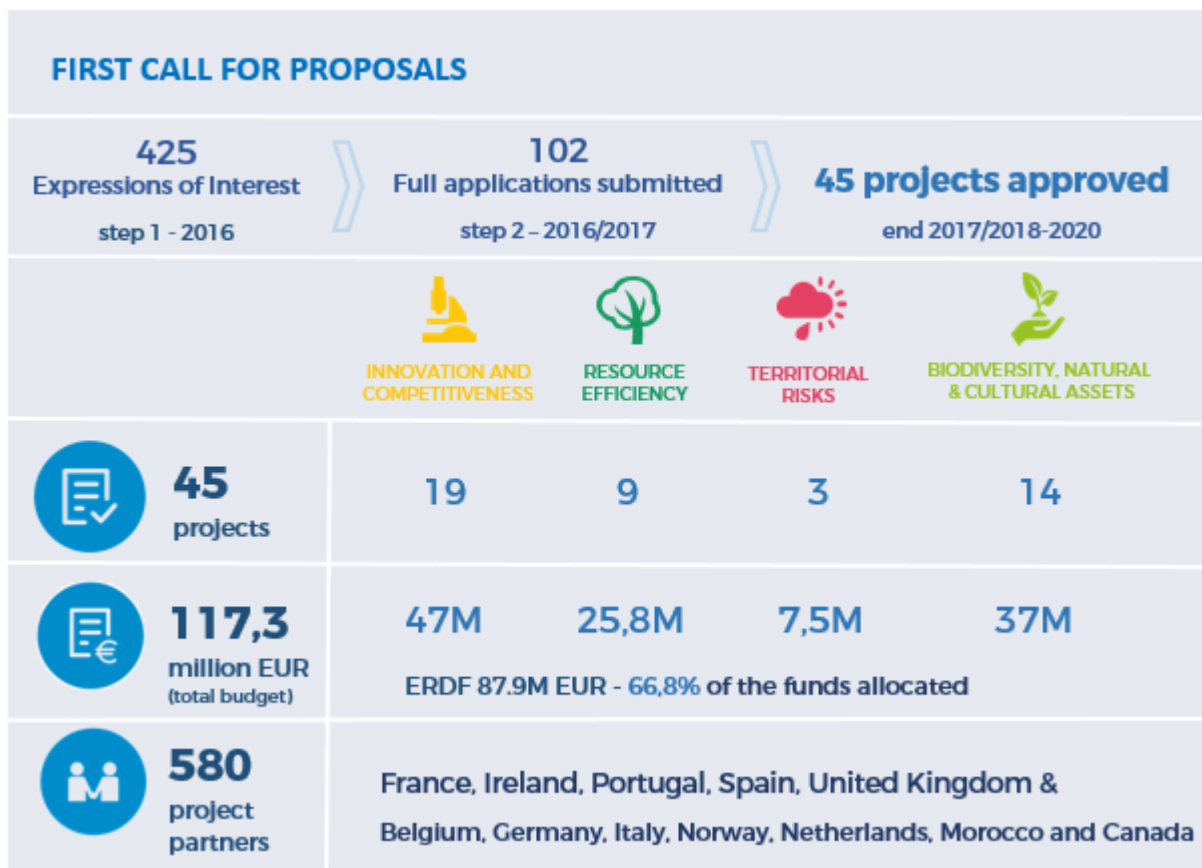 FIRST CALL FOR PROPOSALS
425
Expressions of Interest
step 1 - 2016
102
Full applications submitted
step 2 – 2016/2017
45 projects approved
end 2017/2018-2020
INNOVATION AND
COMPETITIVENESS
RESOURCE
EFFICIENCY
TERRITORIAL
RISKS
BIODIVERSITY, NATURAL
& CULTURAL ASSETS
45
projects
19
9
3
14
117,3
million EUR
(total budget)
47M
25,8M
7,5M
37M
ERDF 87.9M EUR - 66,8% of the funds allocated
580
project
partners
France, Ireland, Portugal, Spain, United Kingdom &
Belgium, Germany, Italy, Norway, Netherlands, Morocco and Canada